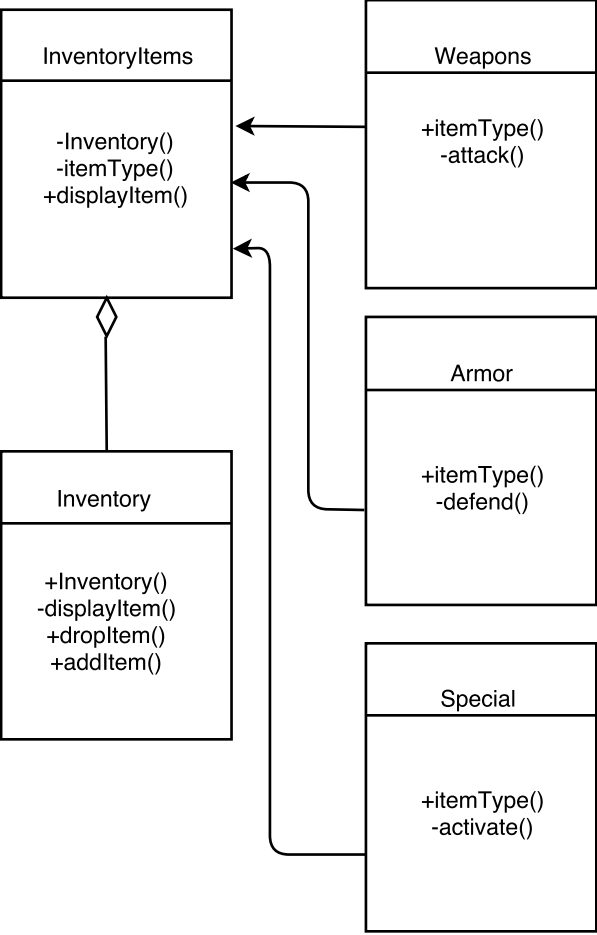 InventoryItems
-Inventory()
-itemType()
+displayItem()
Weapons
+itemType()
-attack()
Armor
+itemType()
-defend()
Inventory
+Inventory()
-displayItem()
+dropItem()
+addItem()
Special
+itemType()
-activate()